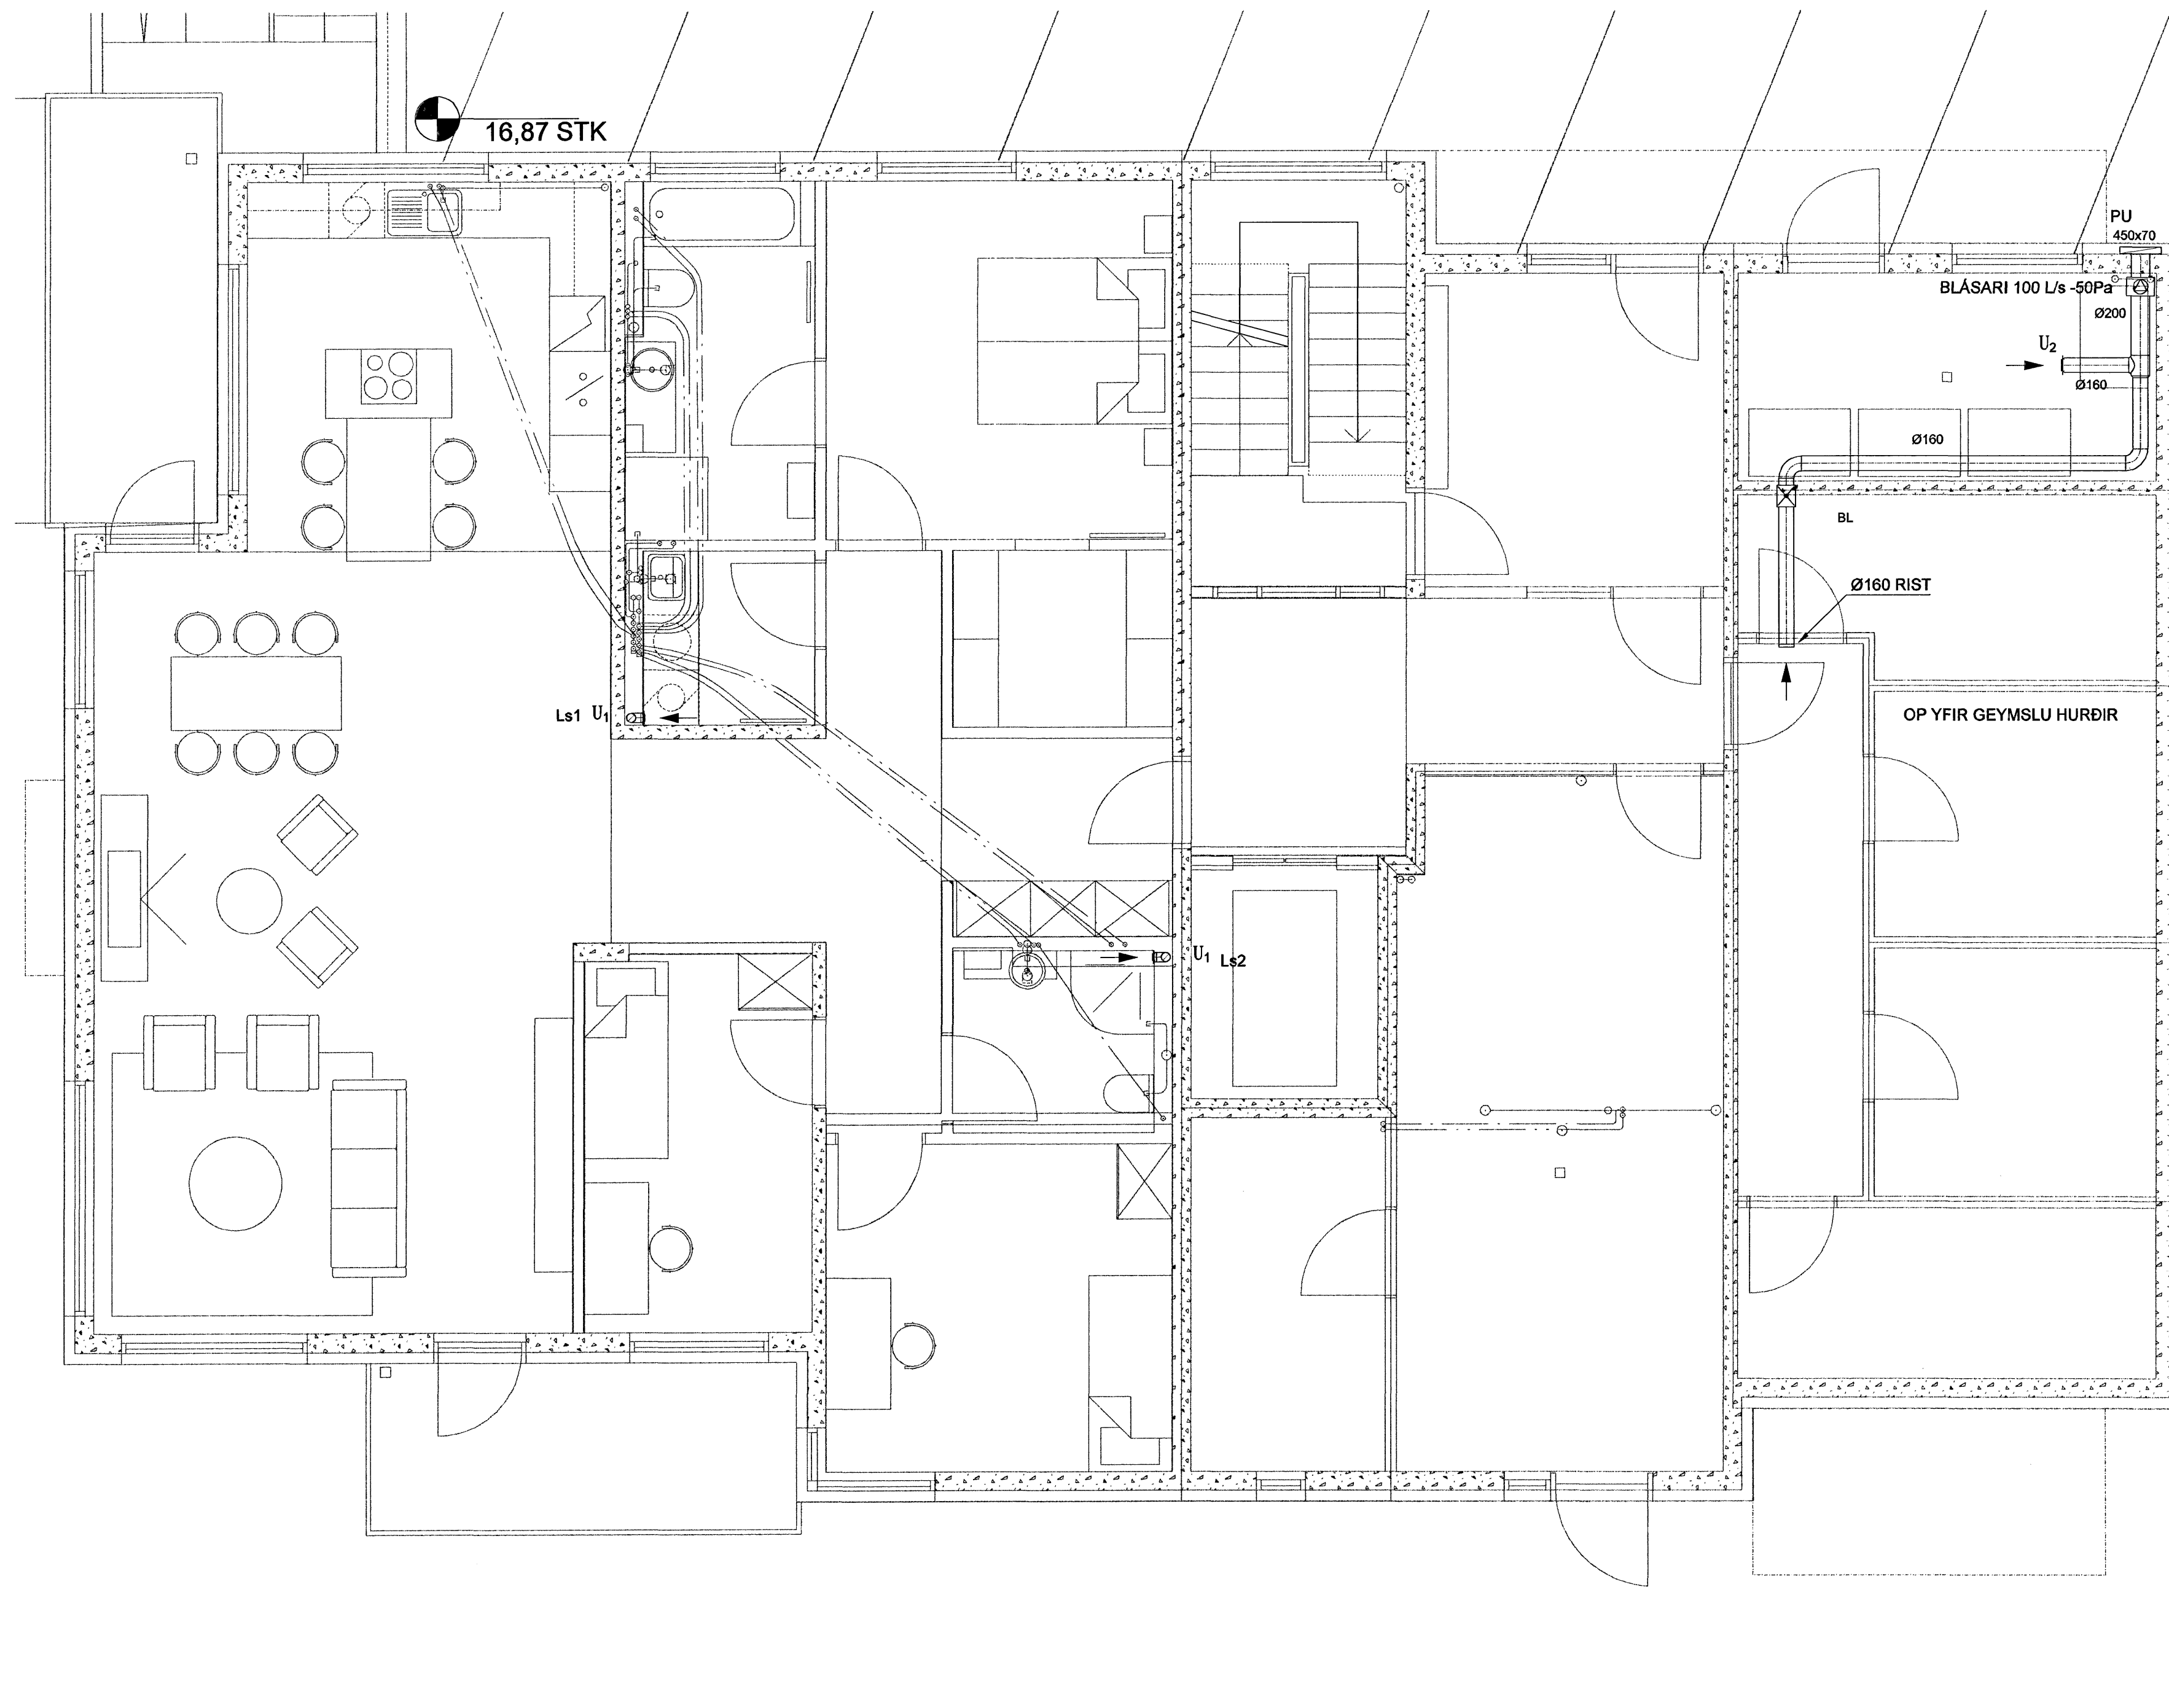 16,87 STK
PU
450x70
BLÁSARI 100 L/s -50Pa
Ø200
U₂
Ø160
Ø160
BL
Ø160 RIST
Ls1 U₁
OP YFIR GEYMSLU HURÐIR
U₁ Ls2